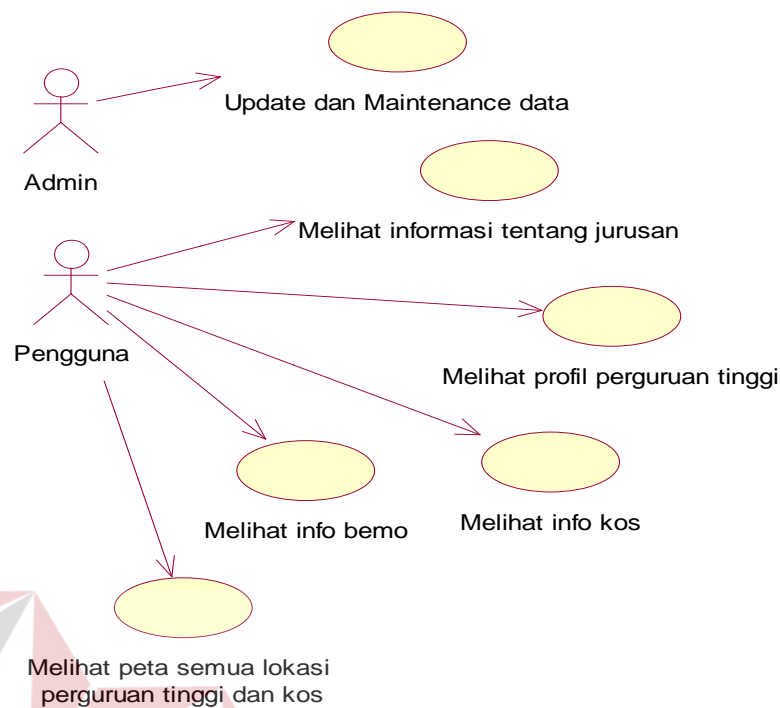 Update dan Maintenance data
Admin
Melihat informasi tentang jurusan
Pengguna
Melihat profil perguruan tinggi
Melihat info bemo
Melihat info kos
Melihat peta semua lokasi
perguruan tinggi dan kos